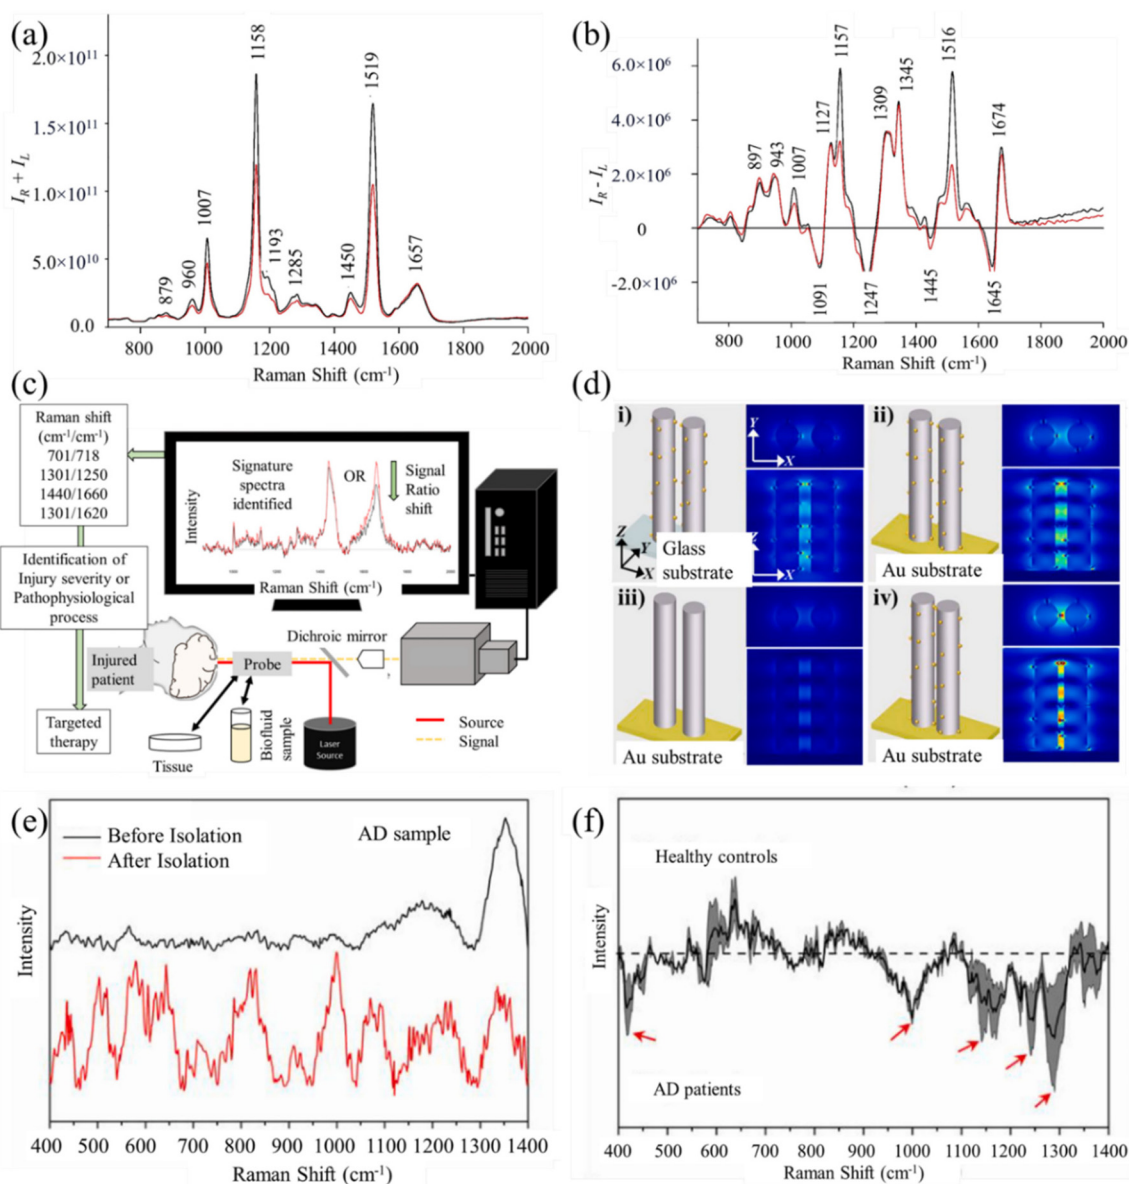 (a)
2.0×10¹¹
1.5×10¹¹
1.0×10¹¹
5.0×10¹⁰
0.0
I_R + I_L
879
960
1007
1158
1193
1285
1450
1519
1657
800 1000 1200 1400 1600 1800 2000
Raman Shift (cm⁻¹)
(b)
6.0×10⁶
4.0×10⁶
2.0×10⁶
0
-2.0×10⁶
I_R - I_L
897
943
1007
1127
1157
1309
1345
1516
1674
1091
1247
1445
1645
800 1000 1200 1400 1600 2000
Raman Shift (cm⁻¹)
(c)
Raman shift
(cm⁻¹/cm⁻¹)
701/718
1301/1250
1440/1660
1301/1620
Identification of
Injury severity or
Pathophysiological
process
Targeted
therapy
Signature
spectra
identified
OR
Signal
Ratio
shift
Intensity
Raman Shift (cm⁻¹)
Dichroic mirror
Injured
patient
Probe
Biofluid
sample
Tissue
Laser
Source
Source
Signal
(d)
i)
Y
X
Z
Y
X
Glass
substrate
Z
X
ii)
Au substrate
iii)
Au substrate
iv)
Au substrate
(e)
Before Isolation
After Isolation
AD sample
Intensity
400 500 600 700 800 900 1000 1100 1200 1300 1400
Raman Shift (cm⁻¹)
(f)
Healthy controls
AD patients
Intensity
400 500 600 700 800 900 1000 1100 1200 1300 1400
Raman Shift (cm⁻¹)